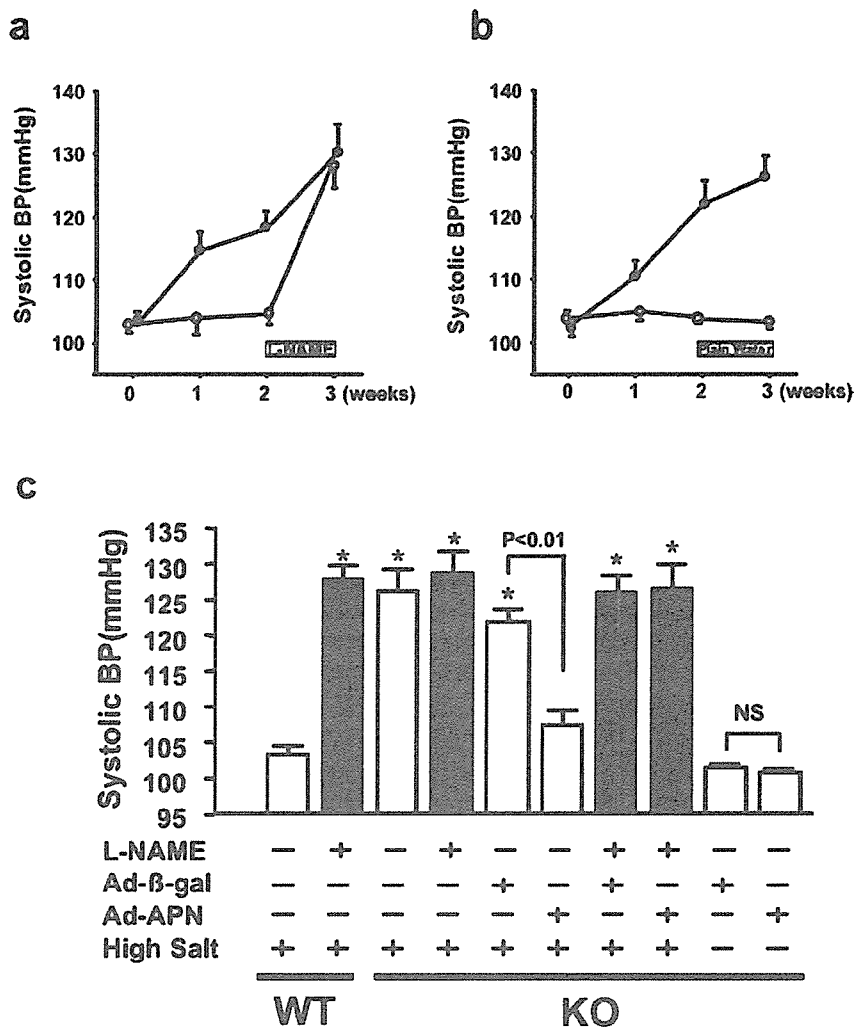 a
b
Systolic BP(mmHg)
140
130
120
110
100
L-NAME
0 1 2 3 (weeks)
Systolic BP(mmHg)
140
130
120
110
100
Plain Water
0 1 2 3 (weeks)
c
Systolic BP(mmHg)
135
130
125
120
115
110
105
100
95
* * * * P<0.01 * * NS
L-NAME − + − + − − + + − −
Ad-ß-gal − − − − + − + − + −
Ad-APN − − − − − + − + − +
High Salt + + + + + + + + − −
WT KO